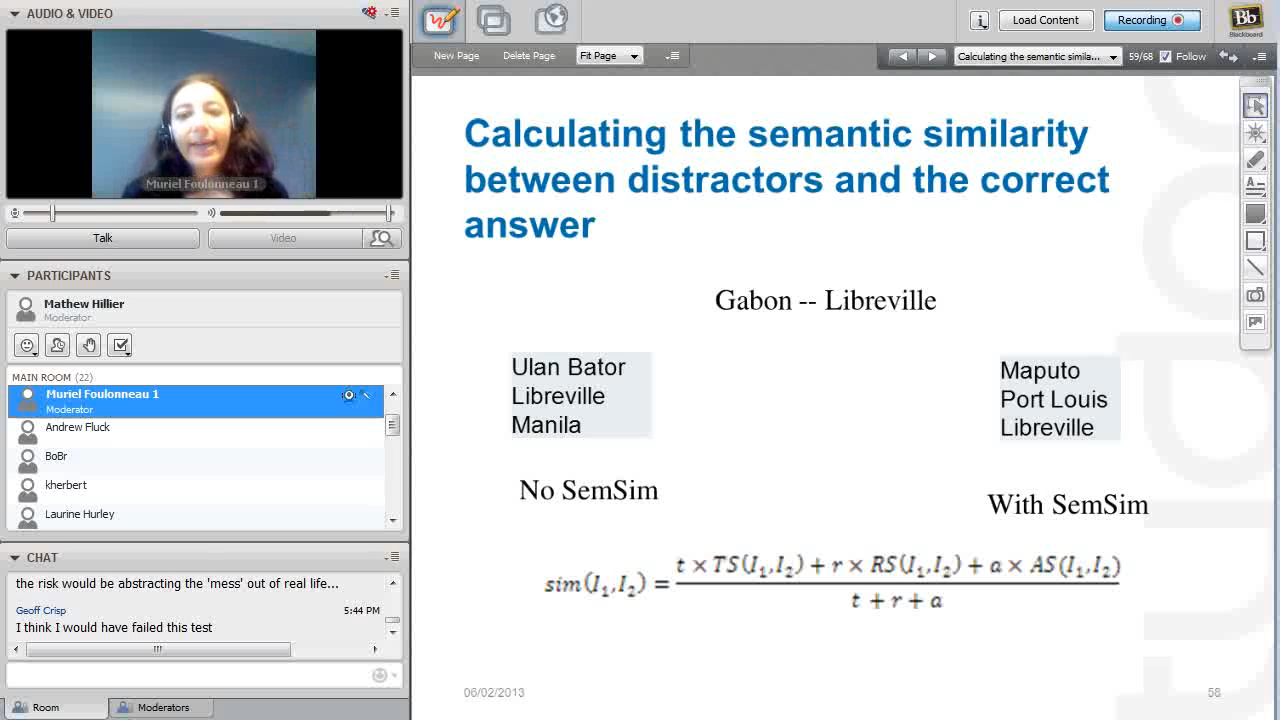 AUDIO & VIDEO
Muriel Foulonneau 1
Talk
Video
PARTICIPANTS
Mathew Hillier
Moderator
MAIN ROOM (22)
Muriel Foulonneau 1
Moderator
Andrew Fluck
BoBr
kherbert
Laurine Hurley
CHAT
the risk would be abstracting the 'mess' out of real life...
Geoff Crisp 5:44 PM
I think I would have failed this test
Room
Moderators
Load Content
Recording
Bb
Blackboard
New Page
Delete Page
Fit Page
Calculating the semantic simila...
59/68
Follow
Calculating the semantic similarity
between distractors and the correct
answer
Gabon -- Libreville
Ulan Bator
Libreville
Manila
No SemSim
Maputo
Port Louis
Libreville
With SemSim
sim(I₁,I₂) = (t × TS(I₁,I₂) + r × RS(I₁,I₂) + a × AS(I₁,I₂)) / (t + r + a)
06/02/2013
58